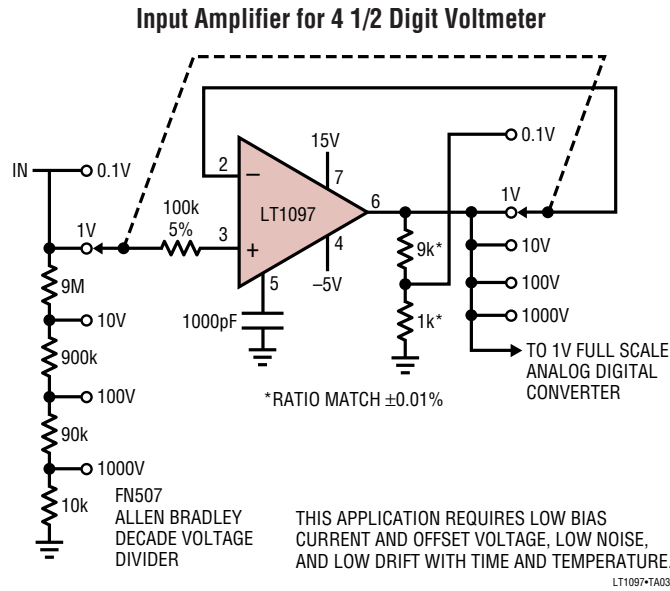 Input Amplifier for 4 1/2 Digit Voltmeter
IN
0.1V
1V
9M
10V
900k
100V
90k
1000V
10k
FN507
ALLEN BRADLEY
DECADE VOLTAGE
DIVIDER
100k
5%
2
3
–
+
LT1097
15V
7
6
4
–5V
5
1000pF
9k*
1k*
*RATIO MATCH ±0.01%
0.1V
1V
10V
100V
1000V
TO 1V FULL SCALE
ANALOG DIGITAL
CONVERTER
THIS APPLICATION REQUIRES LOW BIAS
CURRENT AND OFFSET VOLTAGE, LOW NOISE,
AND LOW DRIFT WITH TIME AND TEMPERATURE.
LT1097•TA03